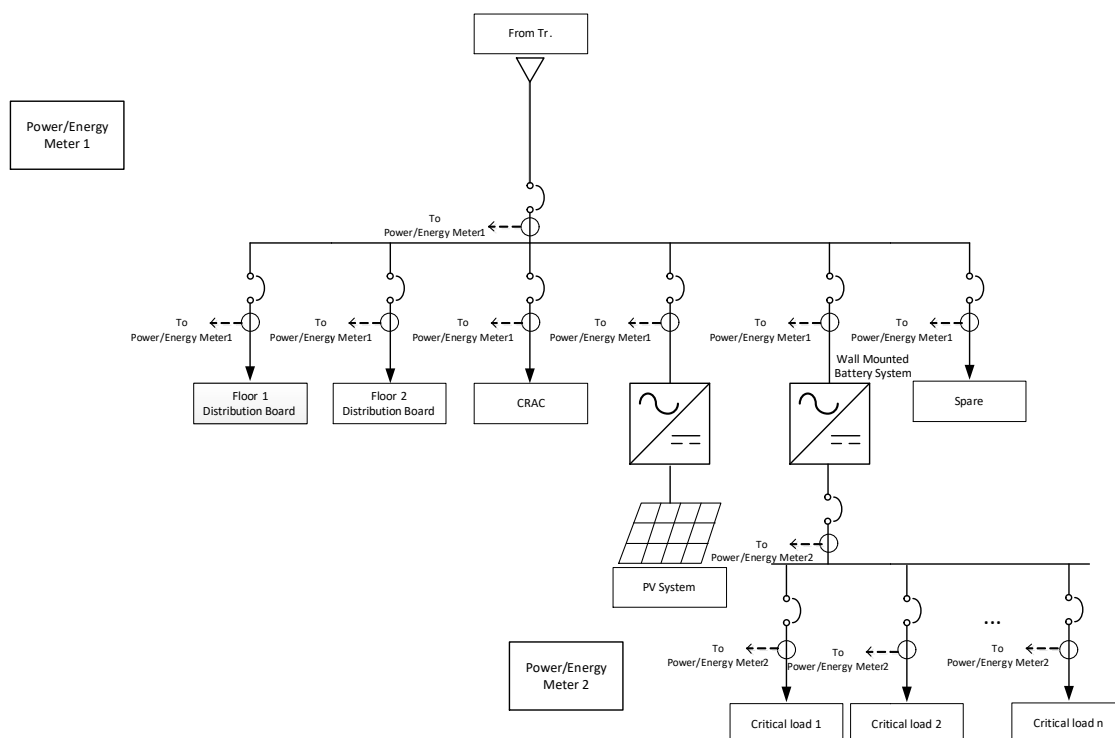 From Tr.
Power/Energy
Meter 1
To
Power/Energy Meter1
To
Power/Energy Meter1
To
Power/Energy Meter1
To
Power/Energy Meter1
To
Power/Energy Meter1
To
Power/Energy Meter1
To
Power/Energy Meter1
Wall Mounted
Battery System
Floor 1
Distribution Board
Floor 2
Distribution Board
CRAC
Spare
To
Power/Energy Meter2
PV System
...
To
Power/Energy Meter2
To
Power/Energy Meter2
To
Power/Energy Meter2
Power/Energy
Meter 2
Critical load 1
Critical load 2
Critical load n